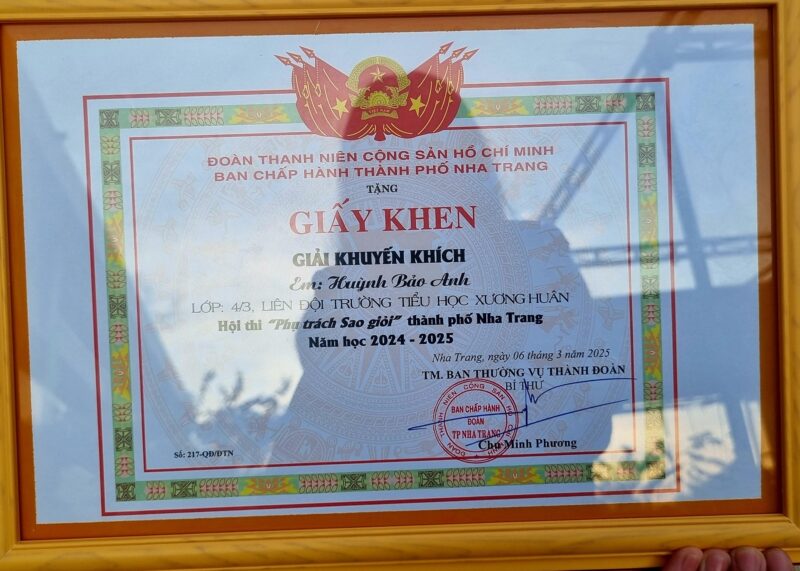 ĐOÀN THANH NIÊN CỘNG SẢN HỒ CHÍ MINH
BAN CHẤP HÀNH THÀNH PHỐ NHA TRANG
TẶNG
GIẤY KHEN
GIẢI KHUYẾN KHÍCH
Em: Huỳnh Bảo Anh
LỚP: 4/3, LIÊN ĐỘI TRƯỜNG TIỂU HỌC XƯƠNG HUÂN
Hội thi "Phụ trách Sao giỏi" thành phố Nha Trang
Năm học 2024 - 2025
Nha Trang, ngày 06 tháng 3 năm 2025
TM. BAN THƯỜNG VỤ THÀNH ĐOÀN
BÍ THƯ
BAN CHẤP HÀNH
ĐOÀN
TP NHA TRANG
Chu Minh Phương
Số: 217-QĐ/ĐTN